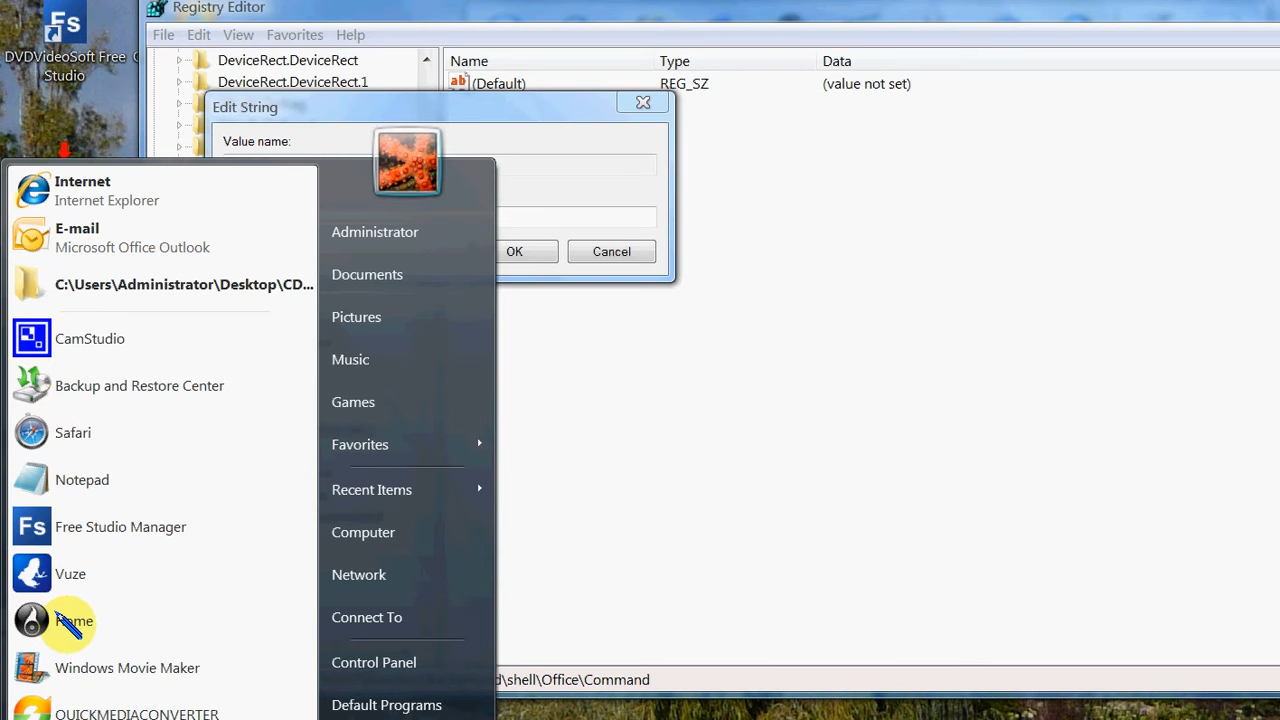 DVDVideoSoft Free
Studio
Registry Editor
File Edit View Favorites Help
DeviceRect.DeviceRect
DeviceRect.DeviceRect.1
Name Type Data
(Default) REG_SZ (value not set)
Edit String
Value name:
OK Cancel
Internet
Internet Explorer
E-mail
Microsoft Office Outlook
C:\Users\Administrator\Desktop\CD...
CamStudio
Backup and Restore Center
Safari
Notepad
Free Studio Manager
Vuze
Windows Movie Maker
QUICKMEDIACONVERTER
Administrator
Documents
Pictures
Music
Games
Favorites
Recent Items
Computer
Network
Connect To
Control Panel
Default Programs
\shell\Office\Command